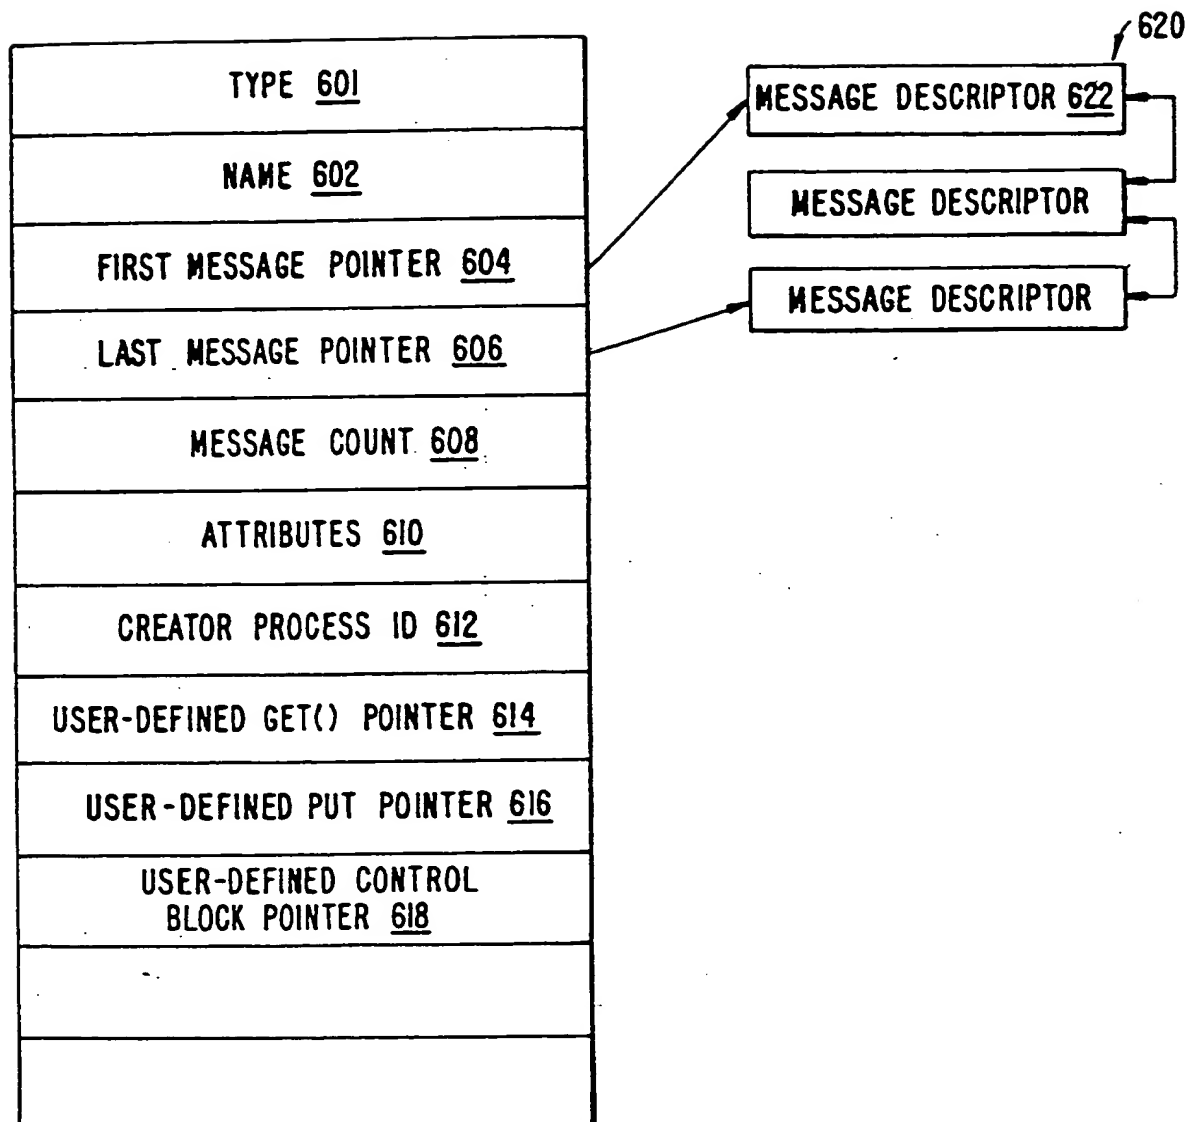 620
TYPE 601
MESSAGE DESCRIPTOR 622
NAME 602
MESSAGE DESCRIPTOR
FIRST MESSAGE POINTER 604
MESSAGE DESCRIPTOR
LAST MESSAGE POINTER 606
MESSAGE COUNT 608
ATTRIBUTES 610
CREATOR PROCESS ID 612
USER-DEFINED GET() POINTER 614
USER-DEFINED PUT POINTER 616
USER-DEFINED CONTROL
BLOCK POINTER 618